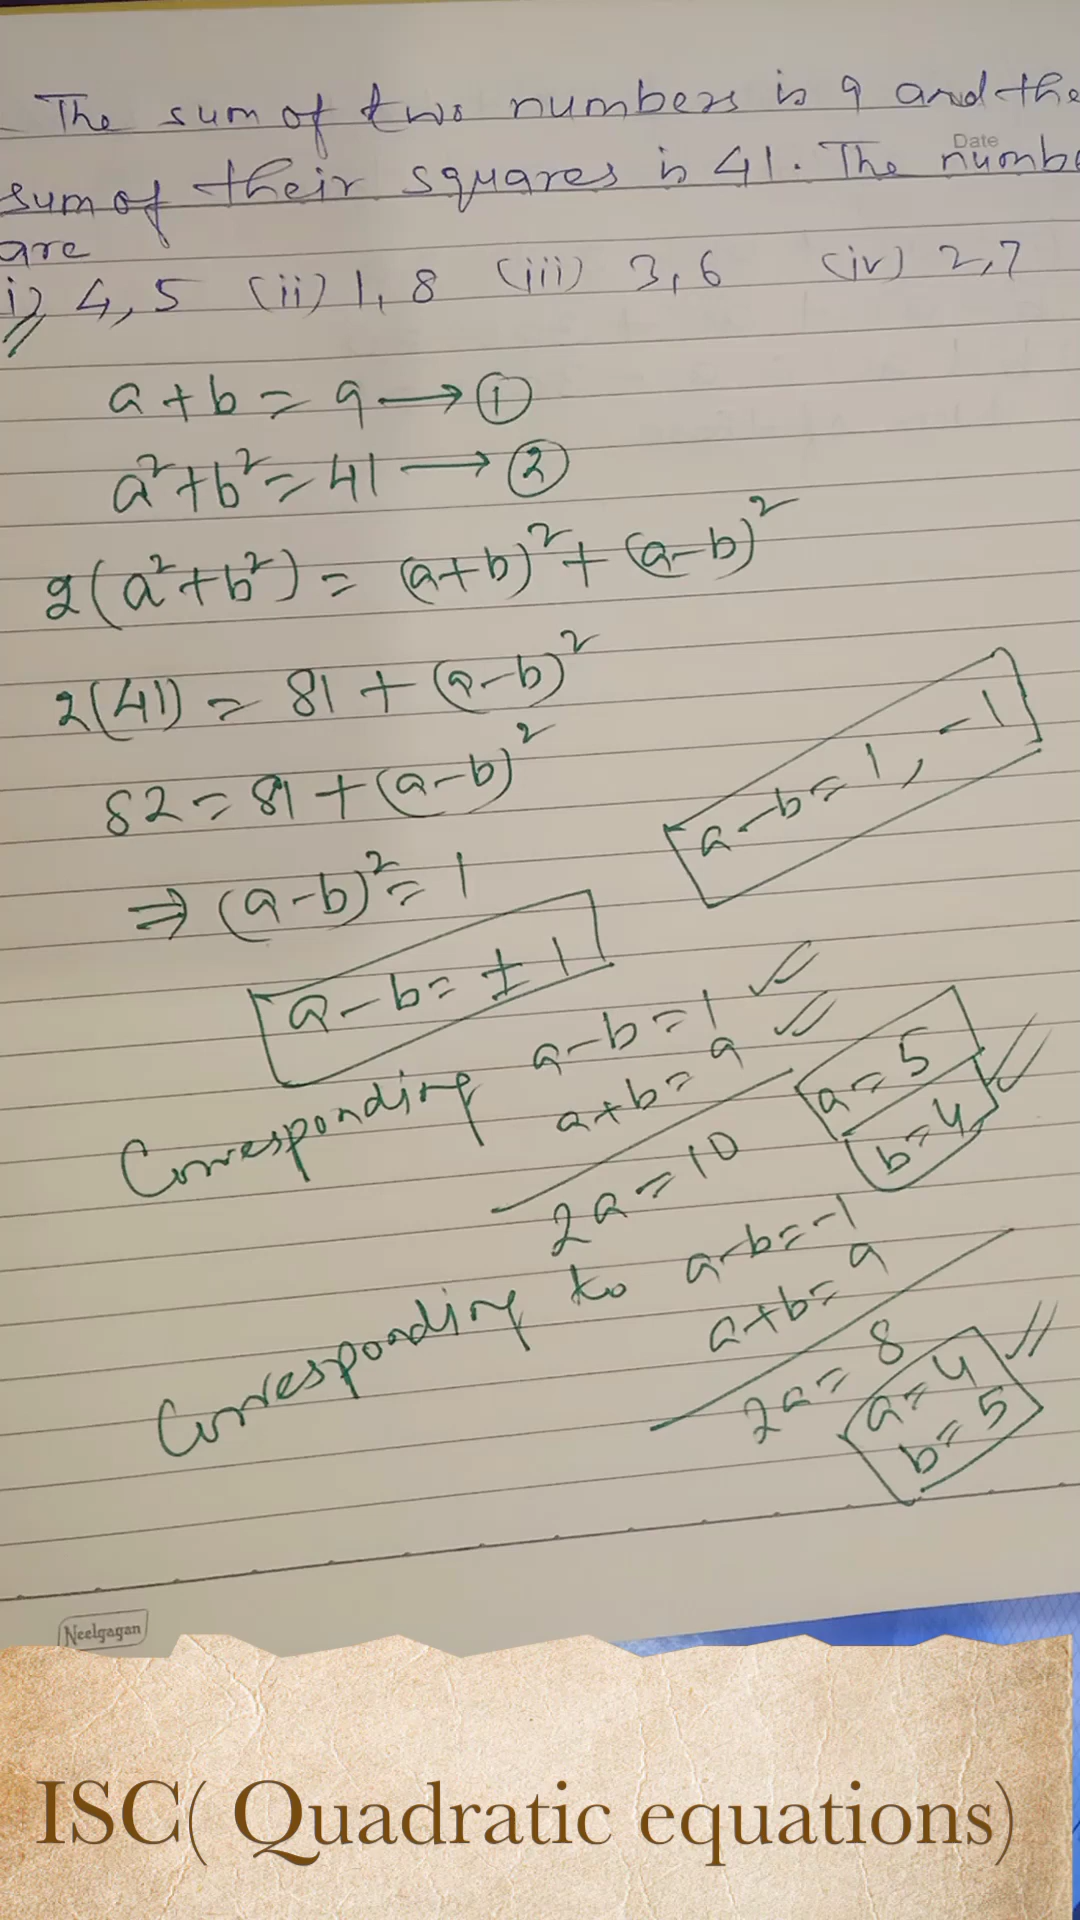 The sum of two numbers is 9 and the
Date
sum of their squares is 41. The numbe
are
i) 4, 5 (ii) 1, 8 (iii) 3, 6 (iv) 2, 7
a + b = 9 → ①
a² + b² = 41 → ②
2(a² + b²) = (a+b)² + (a-b)²
2(41) = 81 + (a-b)²
82 = 81 + (a-b)²
a-b = 1, -1
⇒ (a-b)² = 1
a-b = ± 1
Corresponding a-b = 1
a+b = 9
2a = 10
a = 5
b = 4
Corresponding to a-b = -1
a+b = 9
2a = 8
a = 4
b = 5
Neelgagan
ISC( Quadratic equations)